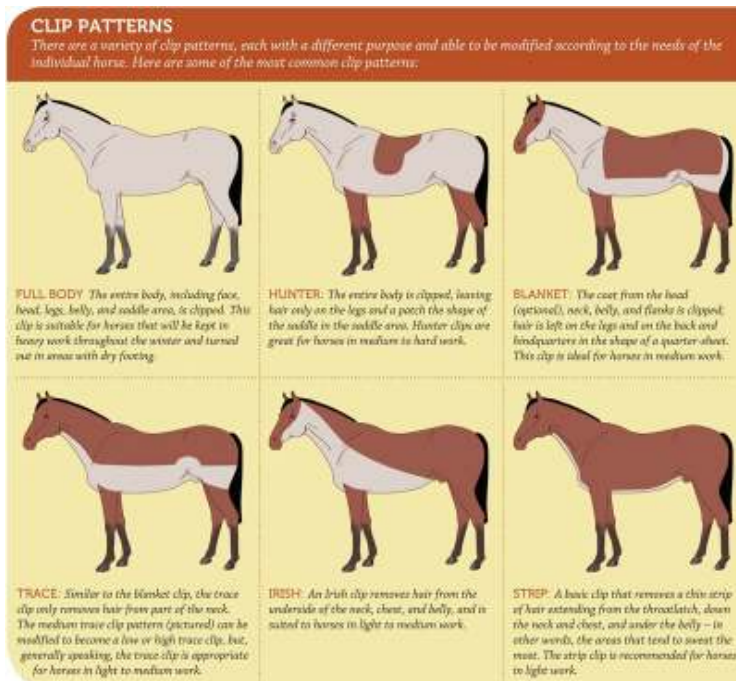 CLIP PATTERNS
There are a variety of clip patterns, each with a different purpose and able to be modified according to the needs of the
individual horse. Here are some of the most common clip patterns:
FULL BODY The entire body, including face,
head, legs, belly, and saddle area, is clipped. This
clip is suitable for horses that will be kept in
heavy work throughout the winter and turned
out in areas with dry footing.
HUNTER: The entire body is clipped, leaving
hair only on the legs and a patch the shape of
the saddle in the saddle area. Hunter clips are
great for horses in medium to hard work.
BLANKET: The coat from the head
(optional), neck, belly, and flanks is clipped;
hair is left on the legs and on the back and
hindquarters in the shape of a quarter-sheet.
This clip is ideal for horses in medium work.
TRACE: Similar to the blanket clip, the trace
clip only removes hair from part of the neck.
The medium trace clip pattern (pictured) can be
modified to become a low or high trace clip, but,
generally speaking, the trace clip is appropriate
for horses in light to medium work.
IRISH: An Irish clip removes hair from the
underside of the neck, chest, and belly, and is
suited to horses in light to medium work.
STRIP: A basic clip that removes a thin strip
of hair extending from the throatlatch, down
the neck and chest, and under the belly – in
other words, the areas that tend to sweat the
most. The strip clip is recommended for horses
in light work.